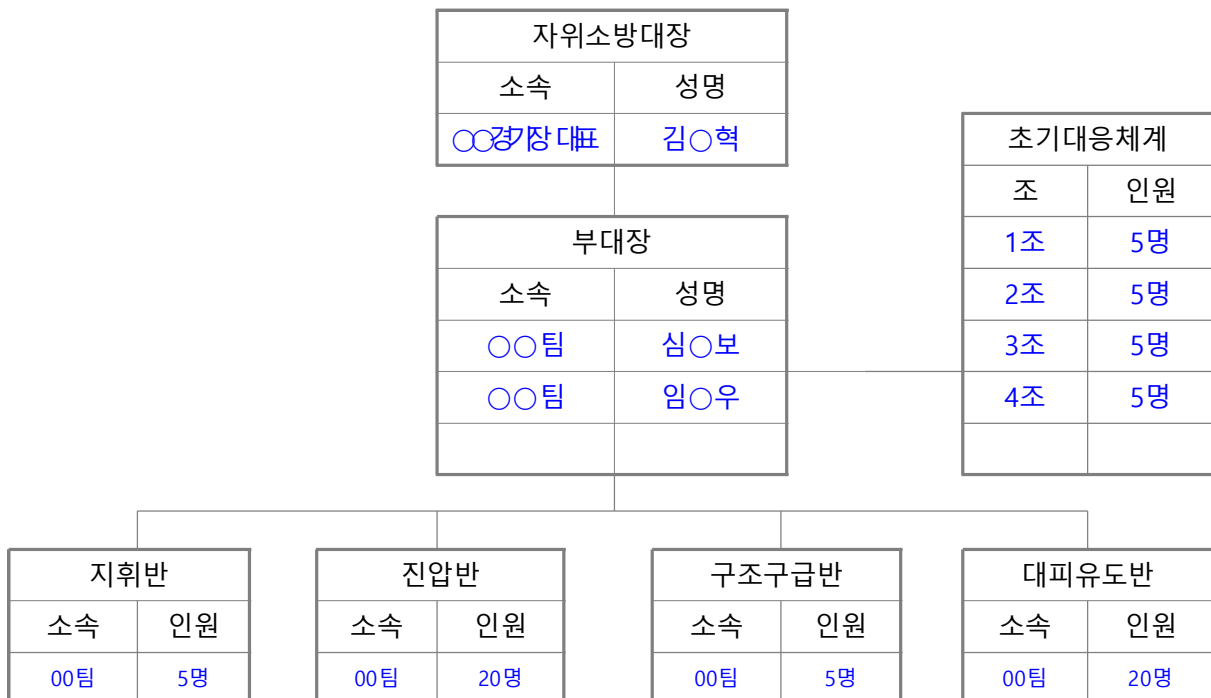 자위소방대장
소속 성명
○○경기장 대표 김○혁
초기대응체계
조 인원
1조 5명
2조 5명
3조 5명
4조 5명
부대장
소속 성명
○○팀 심○보
○○팀 임○우
지휘반
소속 인원
00팀 5명
진압반
소속 인원
00팀 20명
구조구급반
소속 인원
00팀 5명
대피유도반
소속 인원
00팀 20명